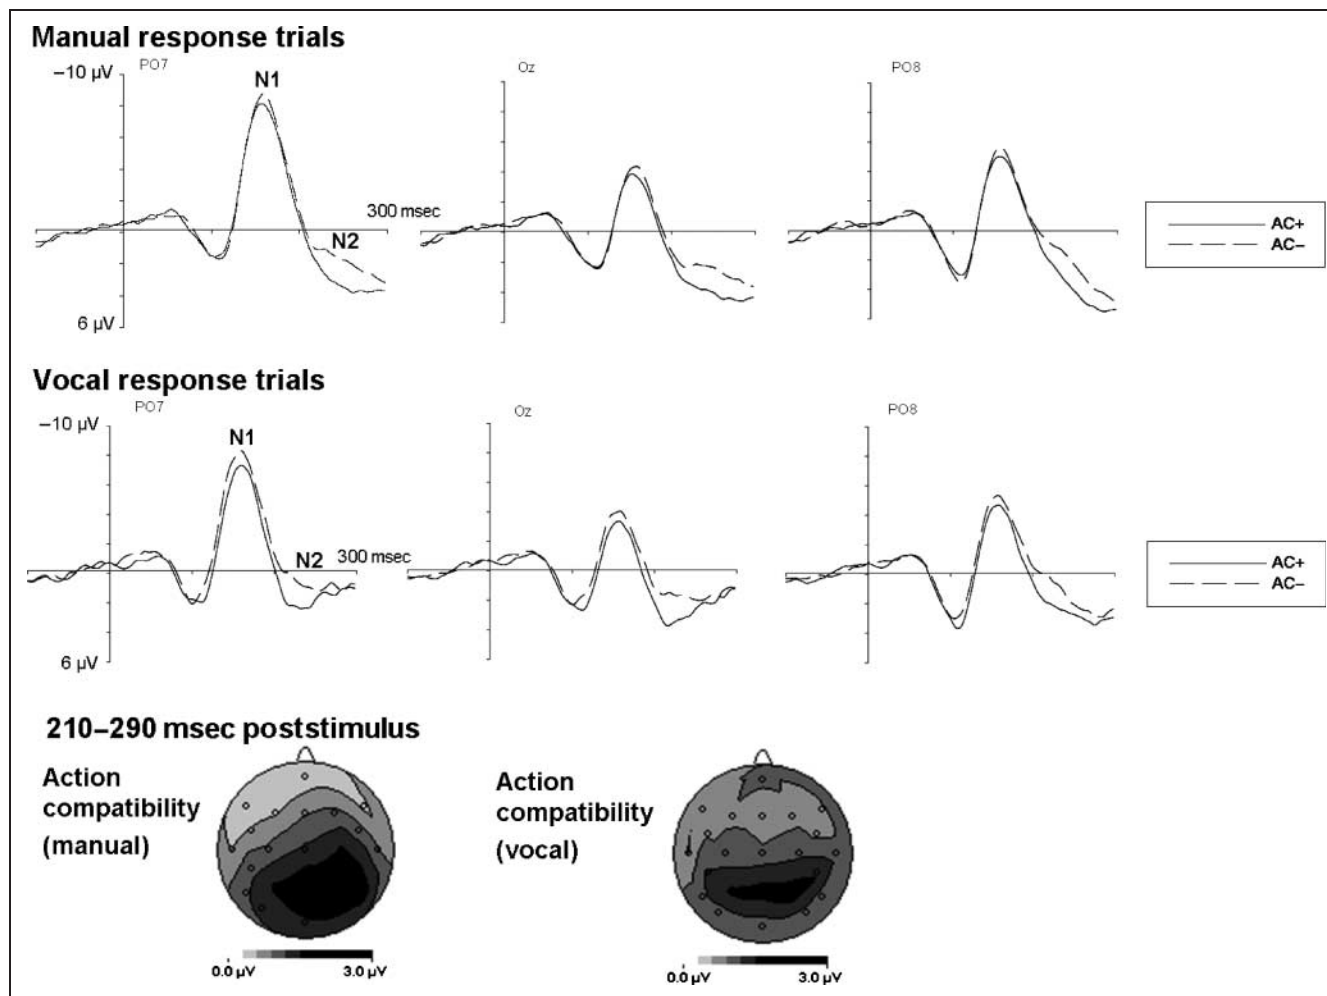 Manual response trials
−10 µV
PO7
N1
Oz
PO8
300 msec
N2
6 µV
AC+
AC−
Vocal response trials
−10 µV
PO7
N1
Oz
PO8
N2
300 msec
6 µV
AC+
AC−
210–290 msec poststimulus
Action
compatibility
(manual)
0.0 µV
3.0 µV
Action
compatibility
(vocal)
0.0 µV
3.0 µV